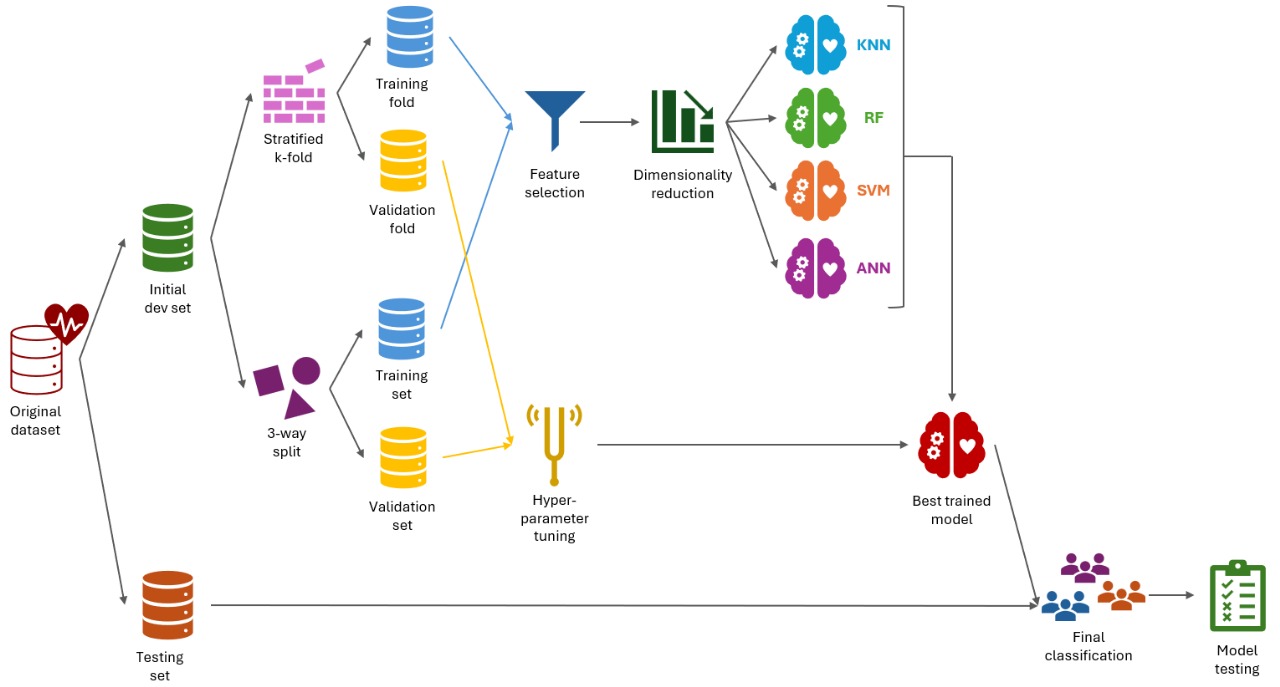 Original
dataset
Initial
dev set
Testing
set
Stratified
k-fold
3-way
split
Training
fold
Validation
fold
Training
set
Validation
set
Feature
selection
Hyper-
parameter
tuning
Dimensionality
reduction
KNN
RF
SVM
ANN
Best trained
model
Final
classification
Model
testing